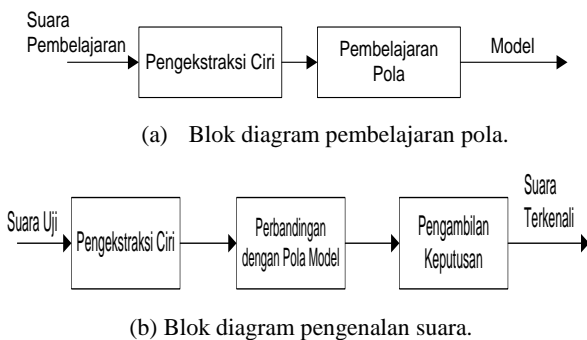 Suara
Pembelajaran
Pengekstraksi Ciri
Pembelajaran
Pola
Model
(a) Blok diagram pembelajaran pola.
Suara Uji
Pengekstraksi Ciri
Perbandingan
dengan Pola Model
Pengambilan
Keputusan
Suara
Terkenali
(b) Blok diagram pengenalan suara.